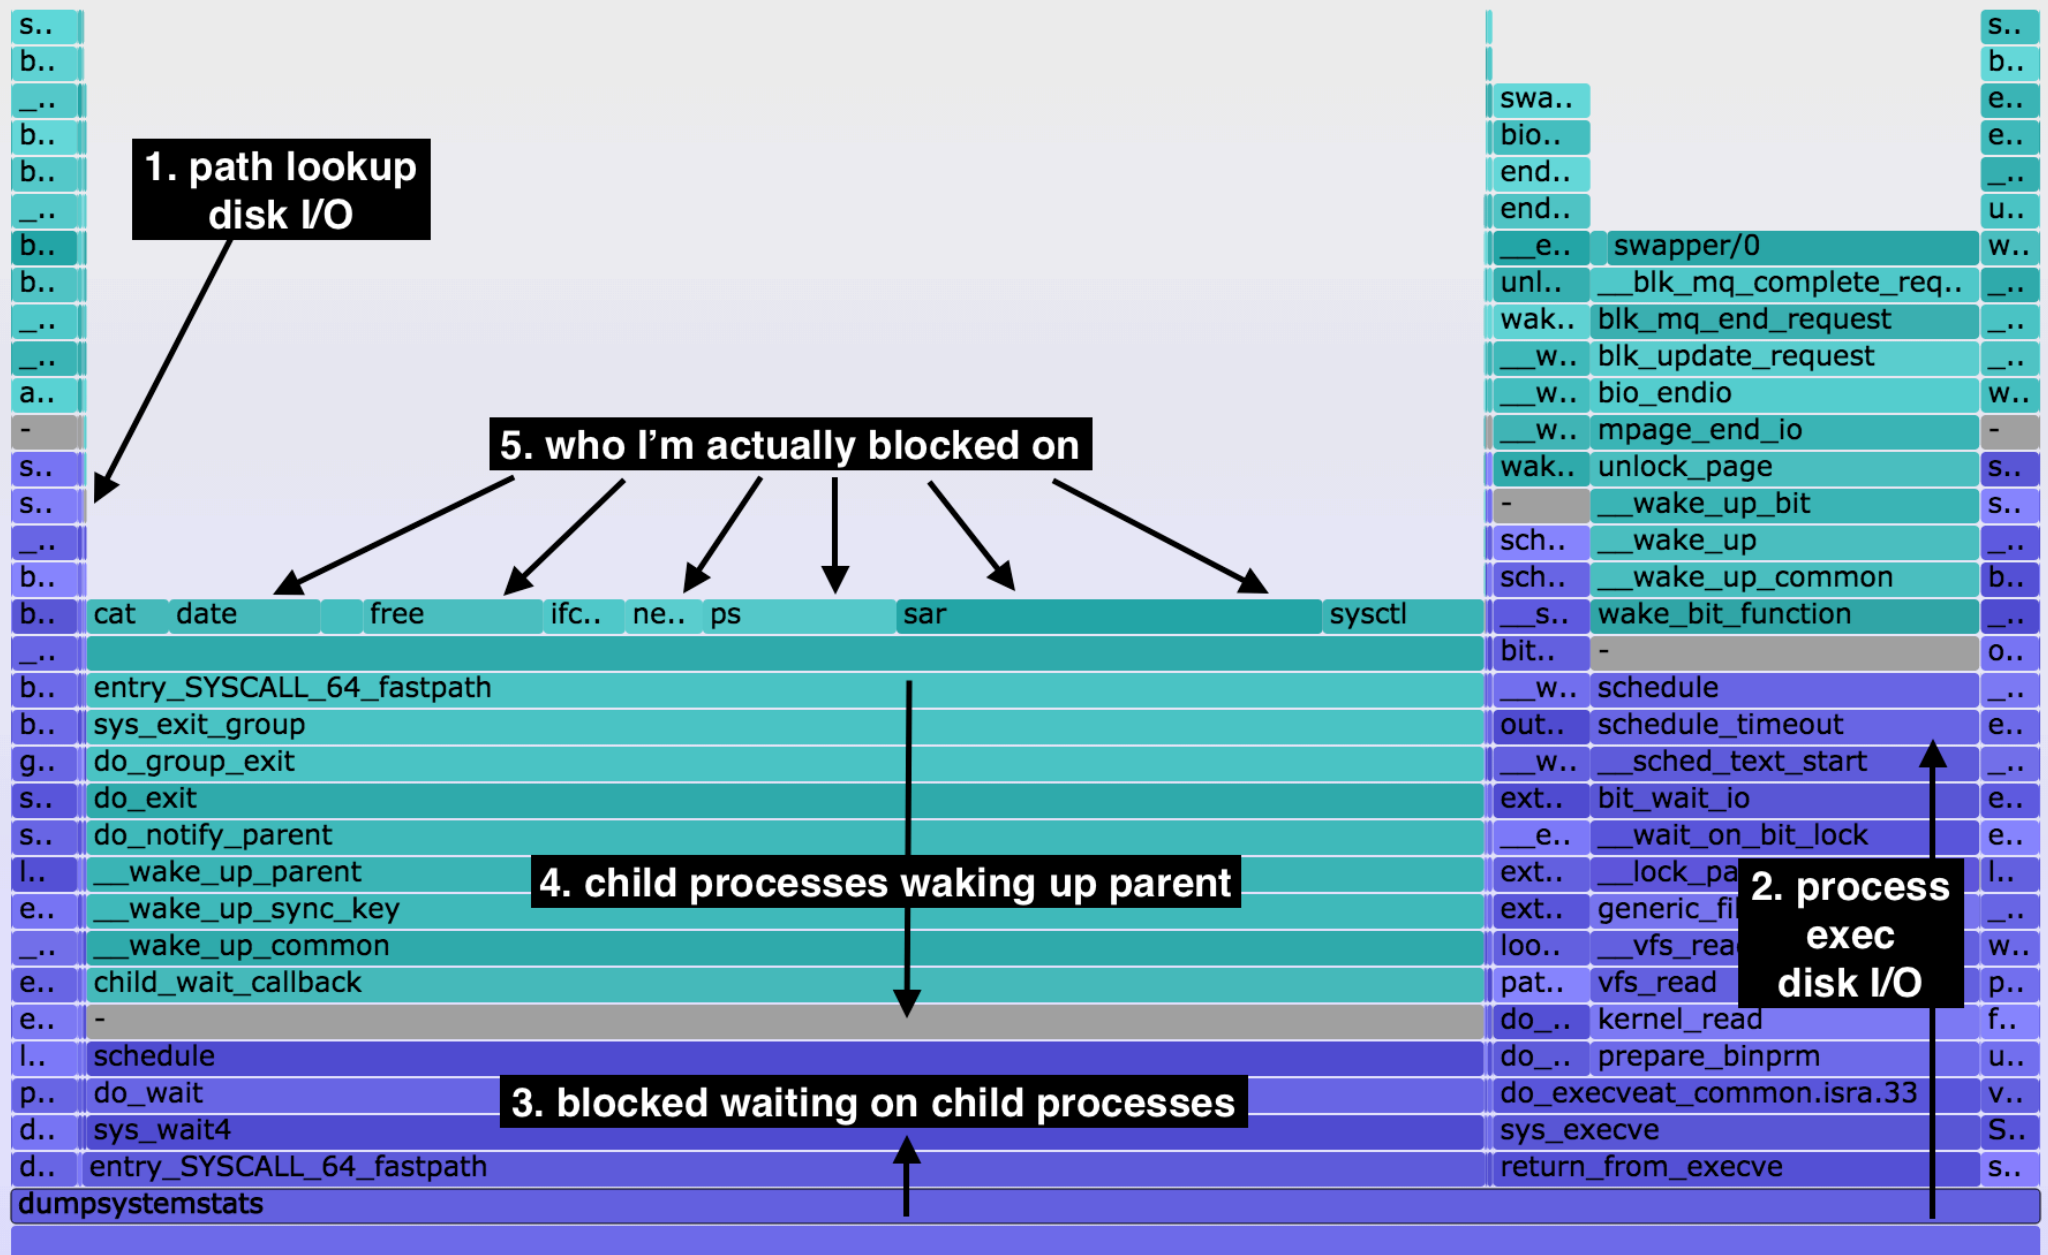 s..
b..
_..
b..
b..
_..
b..
b..
_..
_..
a..
-
s..
s..
_..
b..
b..
_..
b..
b..
g..
s..
s..
l..
e..
_..
e..
e..
l..
p..
d..
d..
1. path lookup
disk I/O
5. who I’m actually blocked on
cat date free ifc.. ne.. ps sar sysctl
entry_SYSCALL_64_fastpath
sys_exit_group
do_group_exit
do_exit
do_notify_parent
__wake_up_parent
4. child processes waking up parent
__wake_up_sync_key
__wake_up_common
child_wait_callback
-
schedule
do_wait
3. blocked waiting on child processes
sys_wait4
entry_SYSCALL_64_fastpath
swa..
bio..
end..
end..
__e..
unl..
wak..
__w..
__w..
__w..
wak..
-
sch..
sch..
__s..
bit..
__w..
out..
__w..
ext..
__e..
ext..
ext..
loo..
pat..
do_..
do_..
swapper/0
__blk_mq_complete_req..
blk_mq_end_request
blk_update_request
bio_endio
mpage_end_io
unlock_page
__wake_up_bit
__wake_up
__wake_up_common
wake_bit_function
-
schedule
schedule_timeout
__sched_text_start
bit_wait_io
__wait_on_bit_lock
__lock_pa
generic_fil
__vfs_rea
vfs_read
kernel_read
prepare_binprm
2. process
exec
disk I/O
do_execveat_common.isra.33
sys_execve
return_from_execve
s..
b..
e..
e..
_..
u..
w..
_..
_..
_..
w..
-
s..
s..
_..
b..
_..
o..
_..
e..
_..
e..
e..
l..
_..
w..
p..
f..
u..
v..
S..
s..
dumpsystemstats